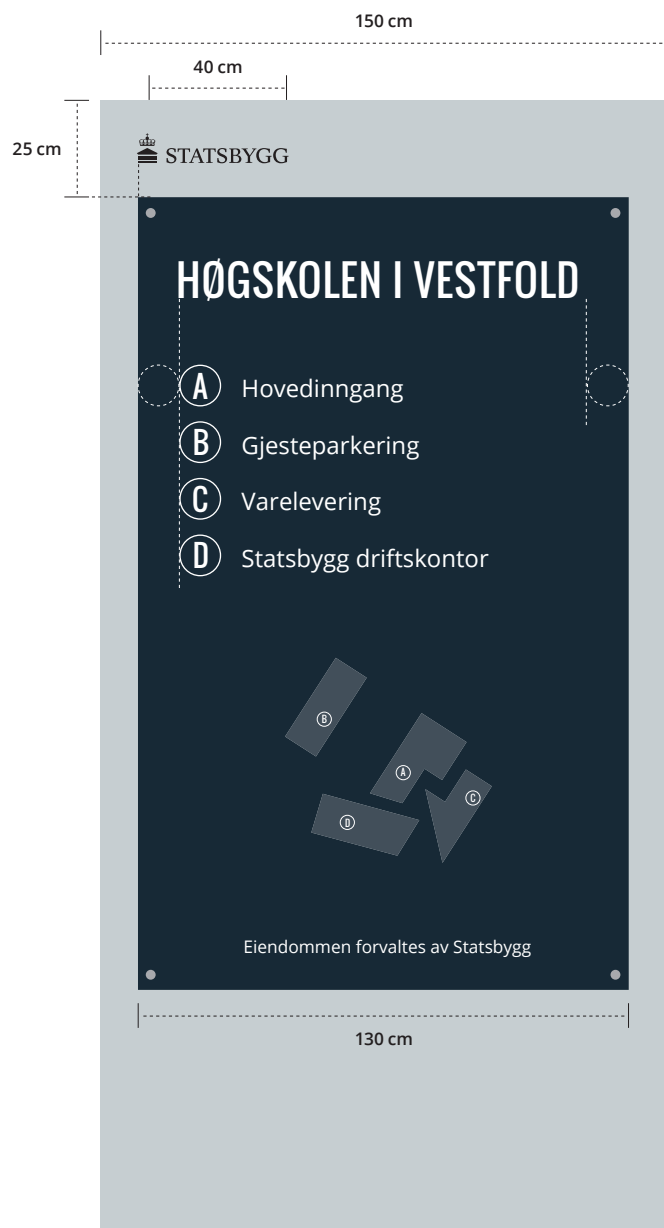 150 cm
40 cm
25 cm
STATSBYGG
HØGSKOLEN I VESTFOLD
A Hovedinngang
B Gjesteparkering
C Varelevering
D Statsbygg driftskontor
B
A
C
D
Eiendommen forvaltes av Statsbygg
130 cm